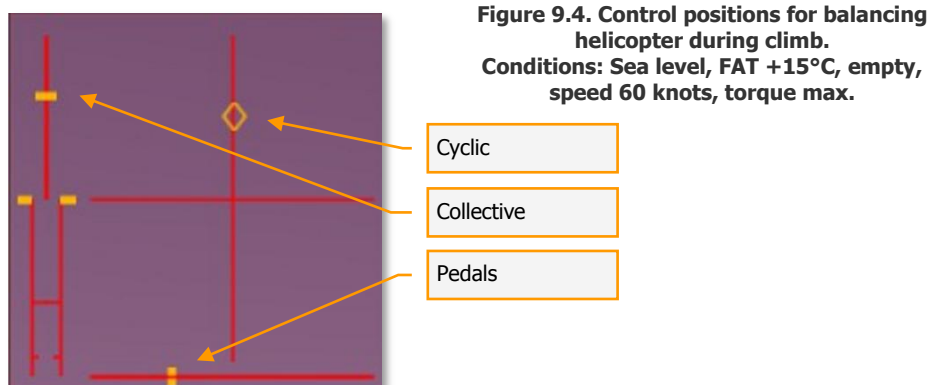 Figure 9.4. Control positions for balancing
helicopter during climb.
Conditions: Sea level, FAT +15°C, empty,
speed 60 knots, torque max.
Cyclic
Collective
Pedals